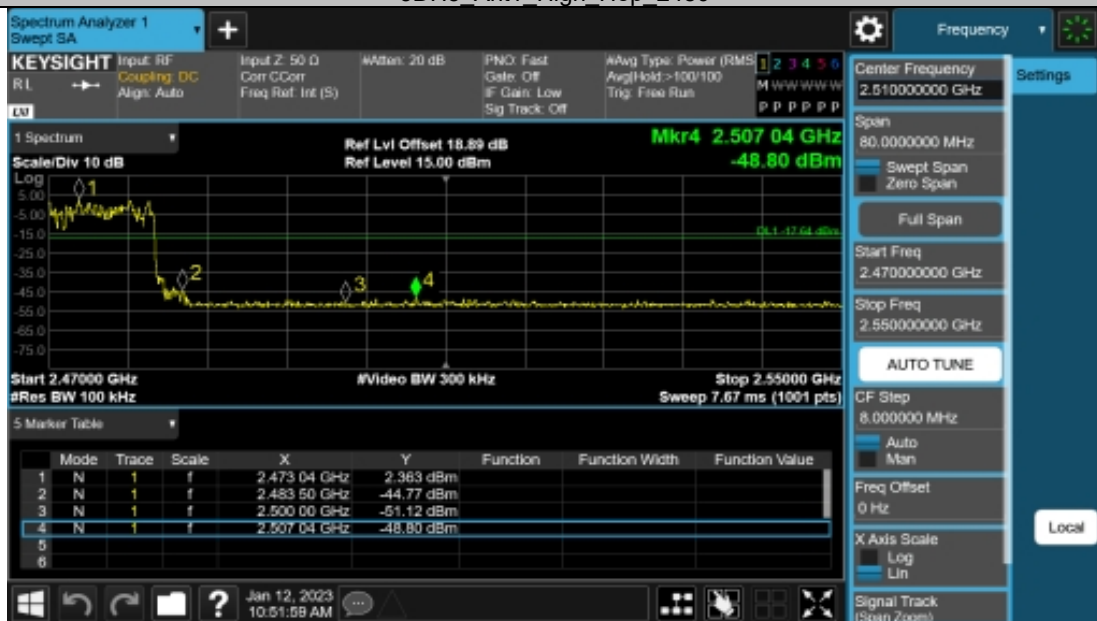 Spectrum Analyzer 1
Swept SA
+
Frequency
KEYSIGHT
RL
LXI
Input: RF
Coupling: DC
Align: Auto
Input Z: 50 Ω
Corr CCorr
Freq Ref: Int (S)
#Atten: 20 dB
PNO: Fast
Gate: Off
IF Gain: Low
Sig Track: Off
#Avg Type: Power (RMS
Avg|Hold:>100/100
Trig: Free Run
1 2 3 4 5 6
M W W W W W
P P P P P P
1 Spectrum
Scale/Div 10 dB
Ref Lvl Offset 18.89 dB
Ref Level 15.00 dBm
Mkr4 2.507 04 GHz
-48.80 dBm
Log
5.00
-5.00
-15.0
-25.0
-35.0
-45.0
-55.0
-65.0
-75.0
1
2
3
4
DL1 -17.64 dBm
Start 2.47000 GHz
#Video BW 300 kHz
Stop 2.55000 GHz
#Res BW 100 kHz
Sweep 7.67 ms (1001 pts)
5 Marker Table
Mode Trace Scale X Y Function Function Width Function Value
1 N 1 f 2.473 04 GHz 2.363 dBm
2 N 1 f 2.483 50 GHz -44.77 dBm
3 N 1 f 2.500 00 GHz -51.12 dBm
4 N 1 f 2.507 04 GHz -48.80 dBm
5
6
?
Jan 12, 2023
10:51:59 AM
Center Frequency
2.510000000 GHz
Settings
Span
80.0000000 MHz
Swept Span
Zero Span
Full Span
Start Freq
2.470000000 GHz
Stop Freq
2.550000000 GHz
AUTO TUNE
CF Step
8.000000 MHz
Auto
Man
Freq Offset
0 Hz
Local
X Axis Scale
Log
Lin
Signal Track
(Span Zoom)